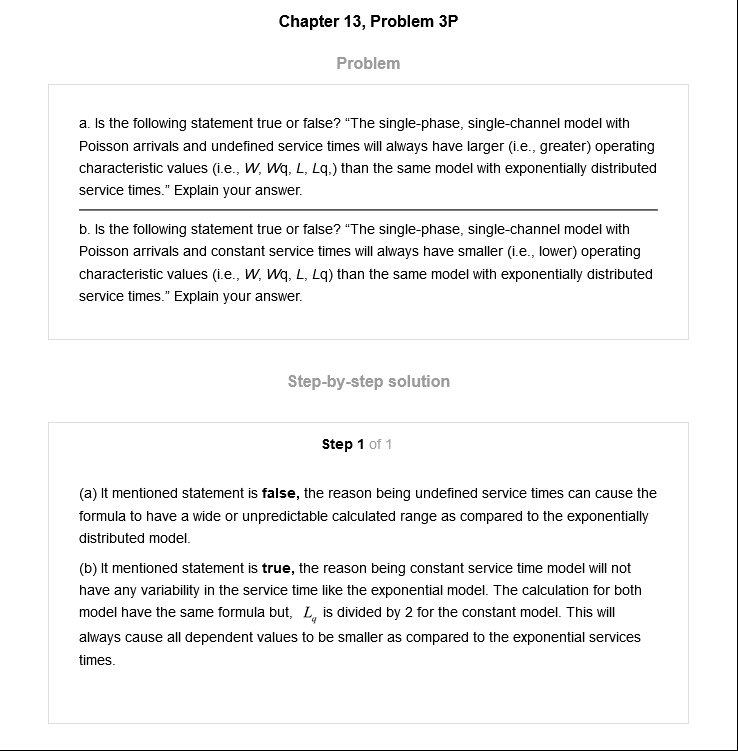 Chapter 13, Problem 3P
Problem
a. Is the following statement true or false? “The single-phase, single-channel model with
Poisson arrivals and undefined service times will always have larger (i.e., greater) operating
characteristic values (i.e., W, Wq, L, Lq,) than the same model with exponentially distributed
service times.” Explain your answer.
b. Is the following statement true or false? “The single-phase, single-channel model with
Poisson arrivals and constant service times will always have smaller (i.e., lower) operating
characteristic values (i.e., W, Wq, L, Lq) than the same model with exponentially distributed
service times.” Explain your answer.
Step-by-step solution
Step 1 of 1
(a) It mentioned statement is false, the reason being undefined service times can cause the
formula to have a wide or unpredictable calculated range as compared to the exponentially
distributed model.
(b) It mentioned statement is true, the reason being constant service time model will not
have any variability in the service time like the exponential model. The calculation for both
model have the same formula but, L_q is divided by 2 for the constant model. This will
always cause all dependent values to be smaller as compared to the exponential services
times.